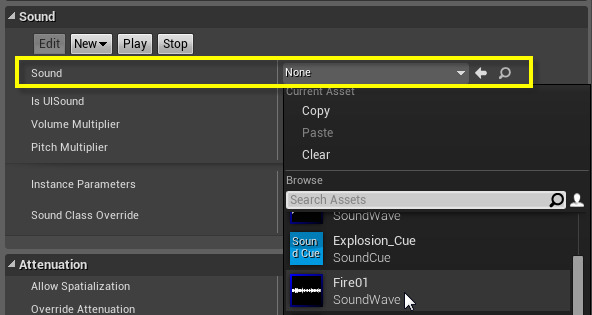 Sound
Edit New Play Stop
Sound None
Current Asset
Is UISound Copy
Volume Multiplier Paste
Pitch Multiplier Clear
Browse
Instance Parameters
Search Assets
Sound Class Override SoundWave
Soun
d Cue
Explosion_Cue
SoundCue
Attenuation
Allow Spatialization Fire01
Override Attenuation SoundWave